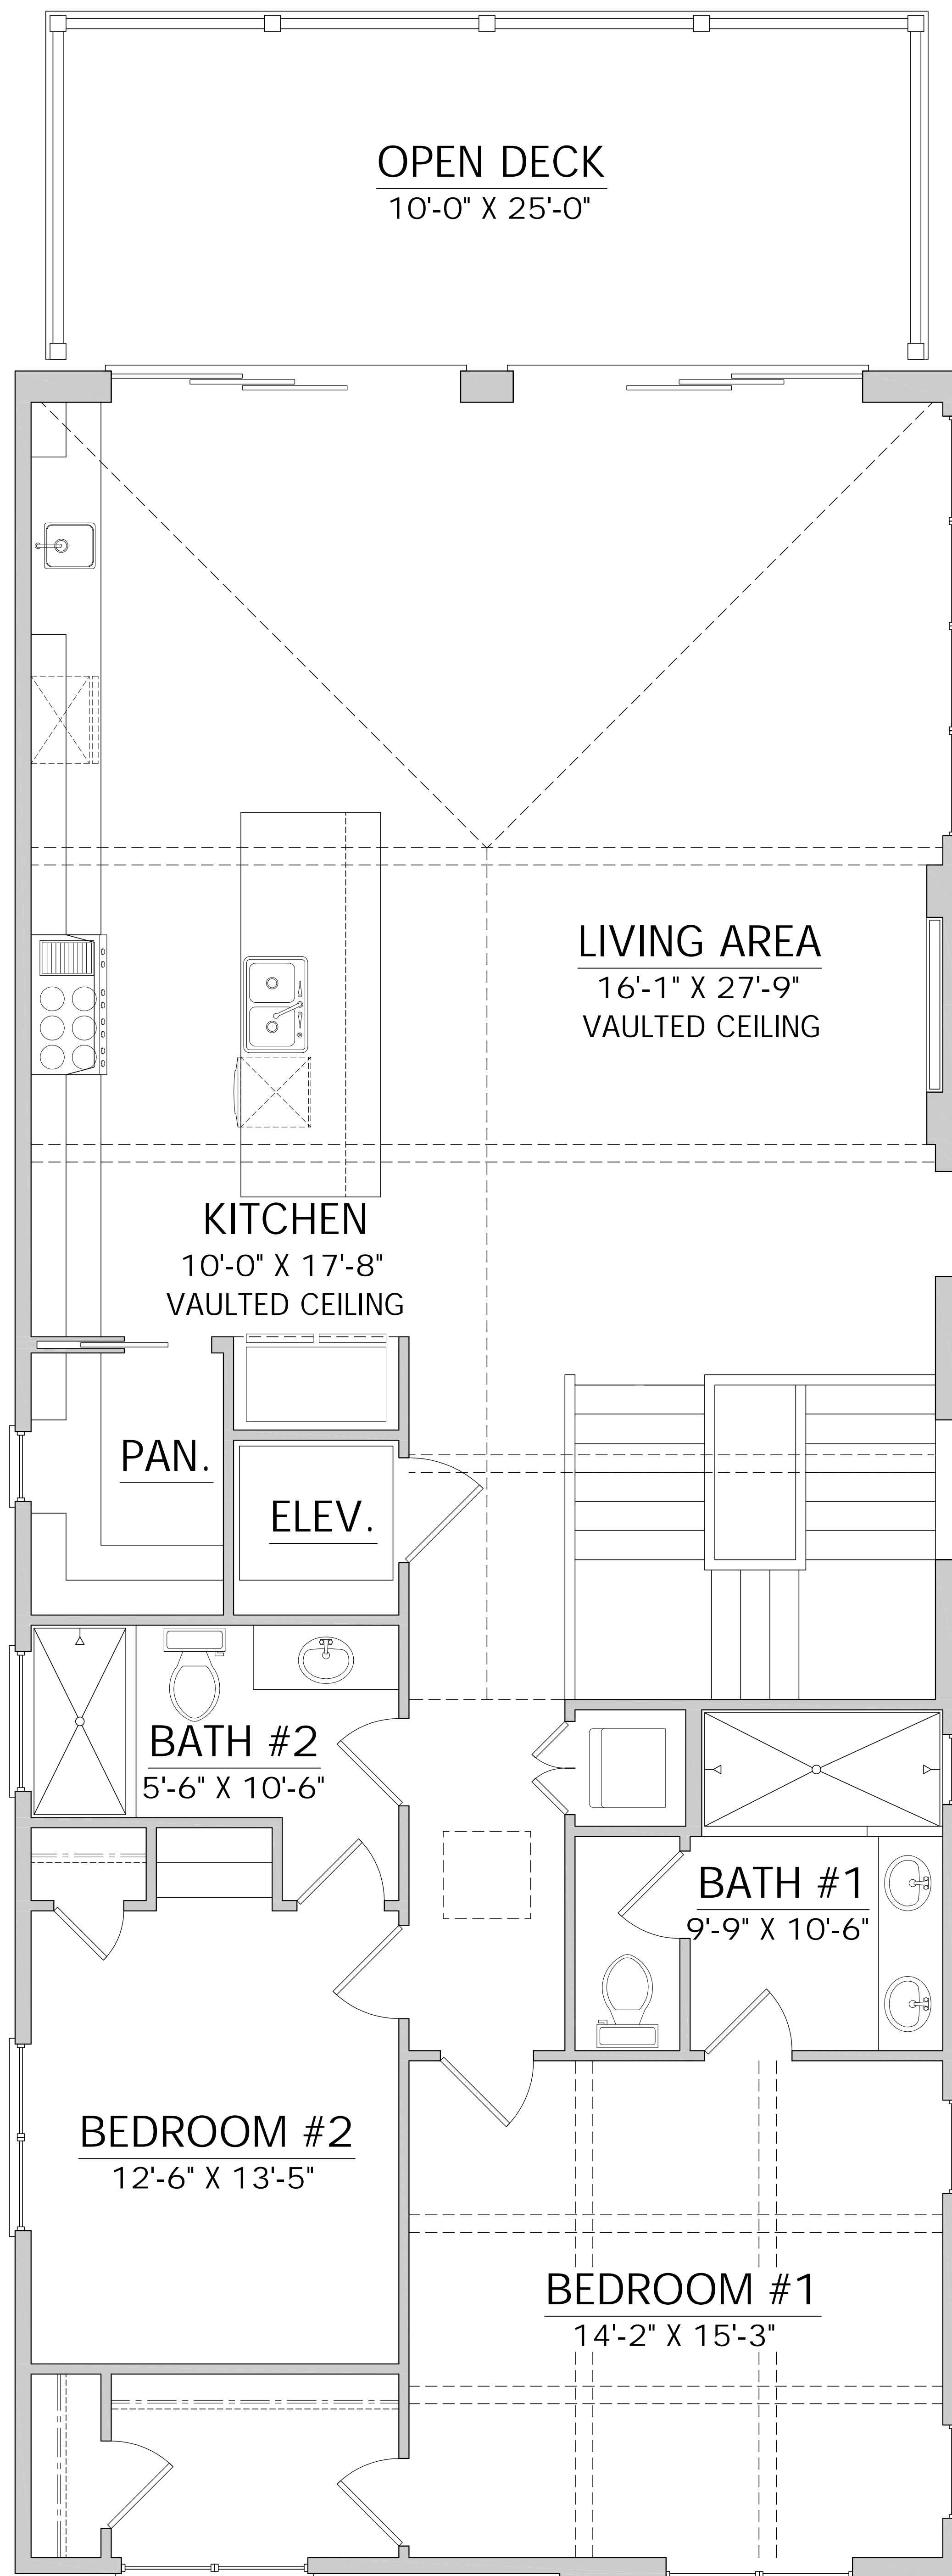 OPEN DECK
10'-0" X 25'-0"
LIVING AREA
16'-1" X 27'-9"
VAULTED CEILING
KITCHEN
10'-0" X 17'-8"
VAULTED CEILING
PAN.
ELEV.
BATH #2
5'-6" X 10'-6"
BATH #1
9'-9" X 10'-6"
BEDROOM #2
12'-6" X 13'-5"
BEDROOM #1
14'-2" X 15'-3"